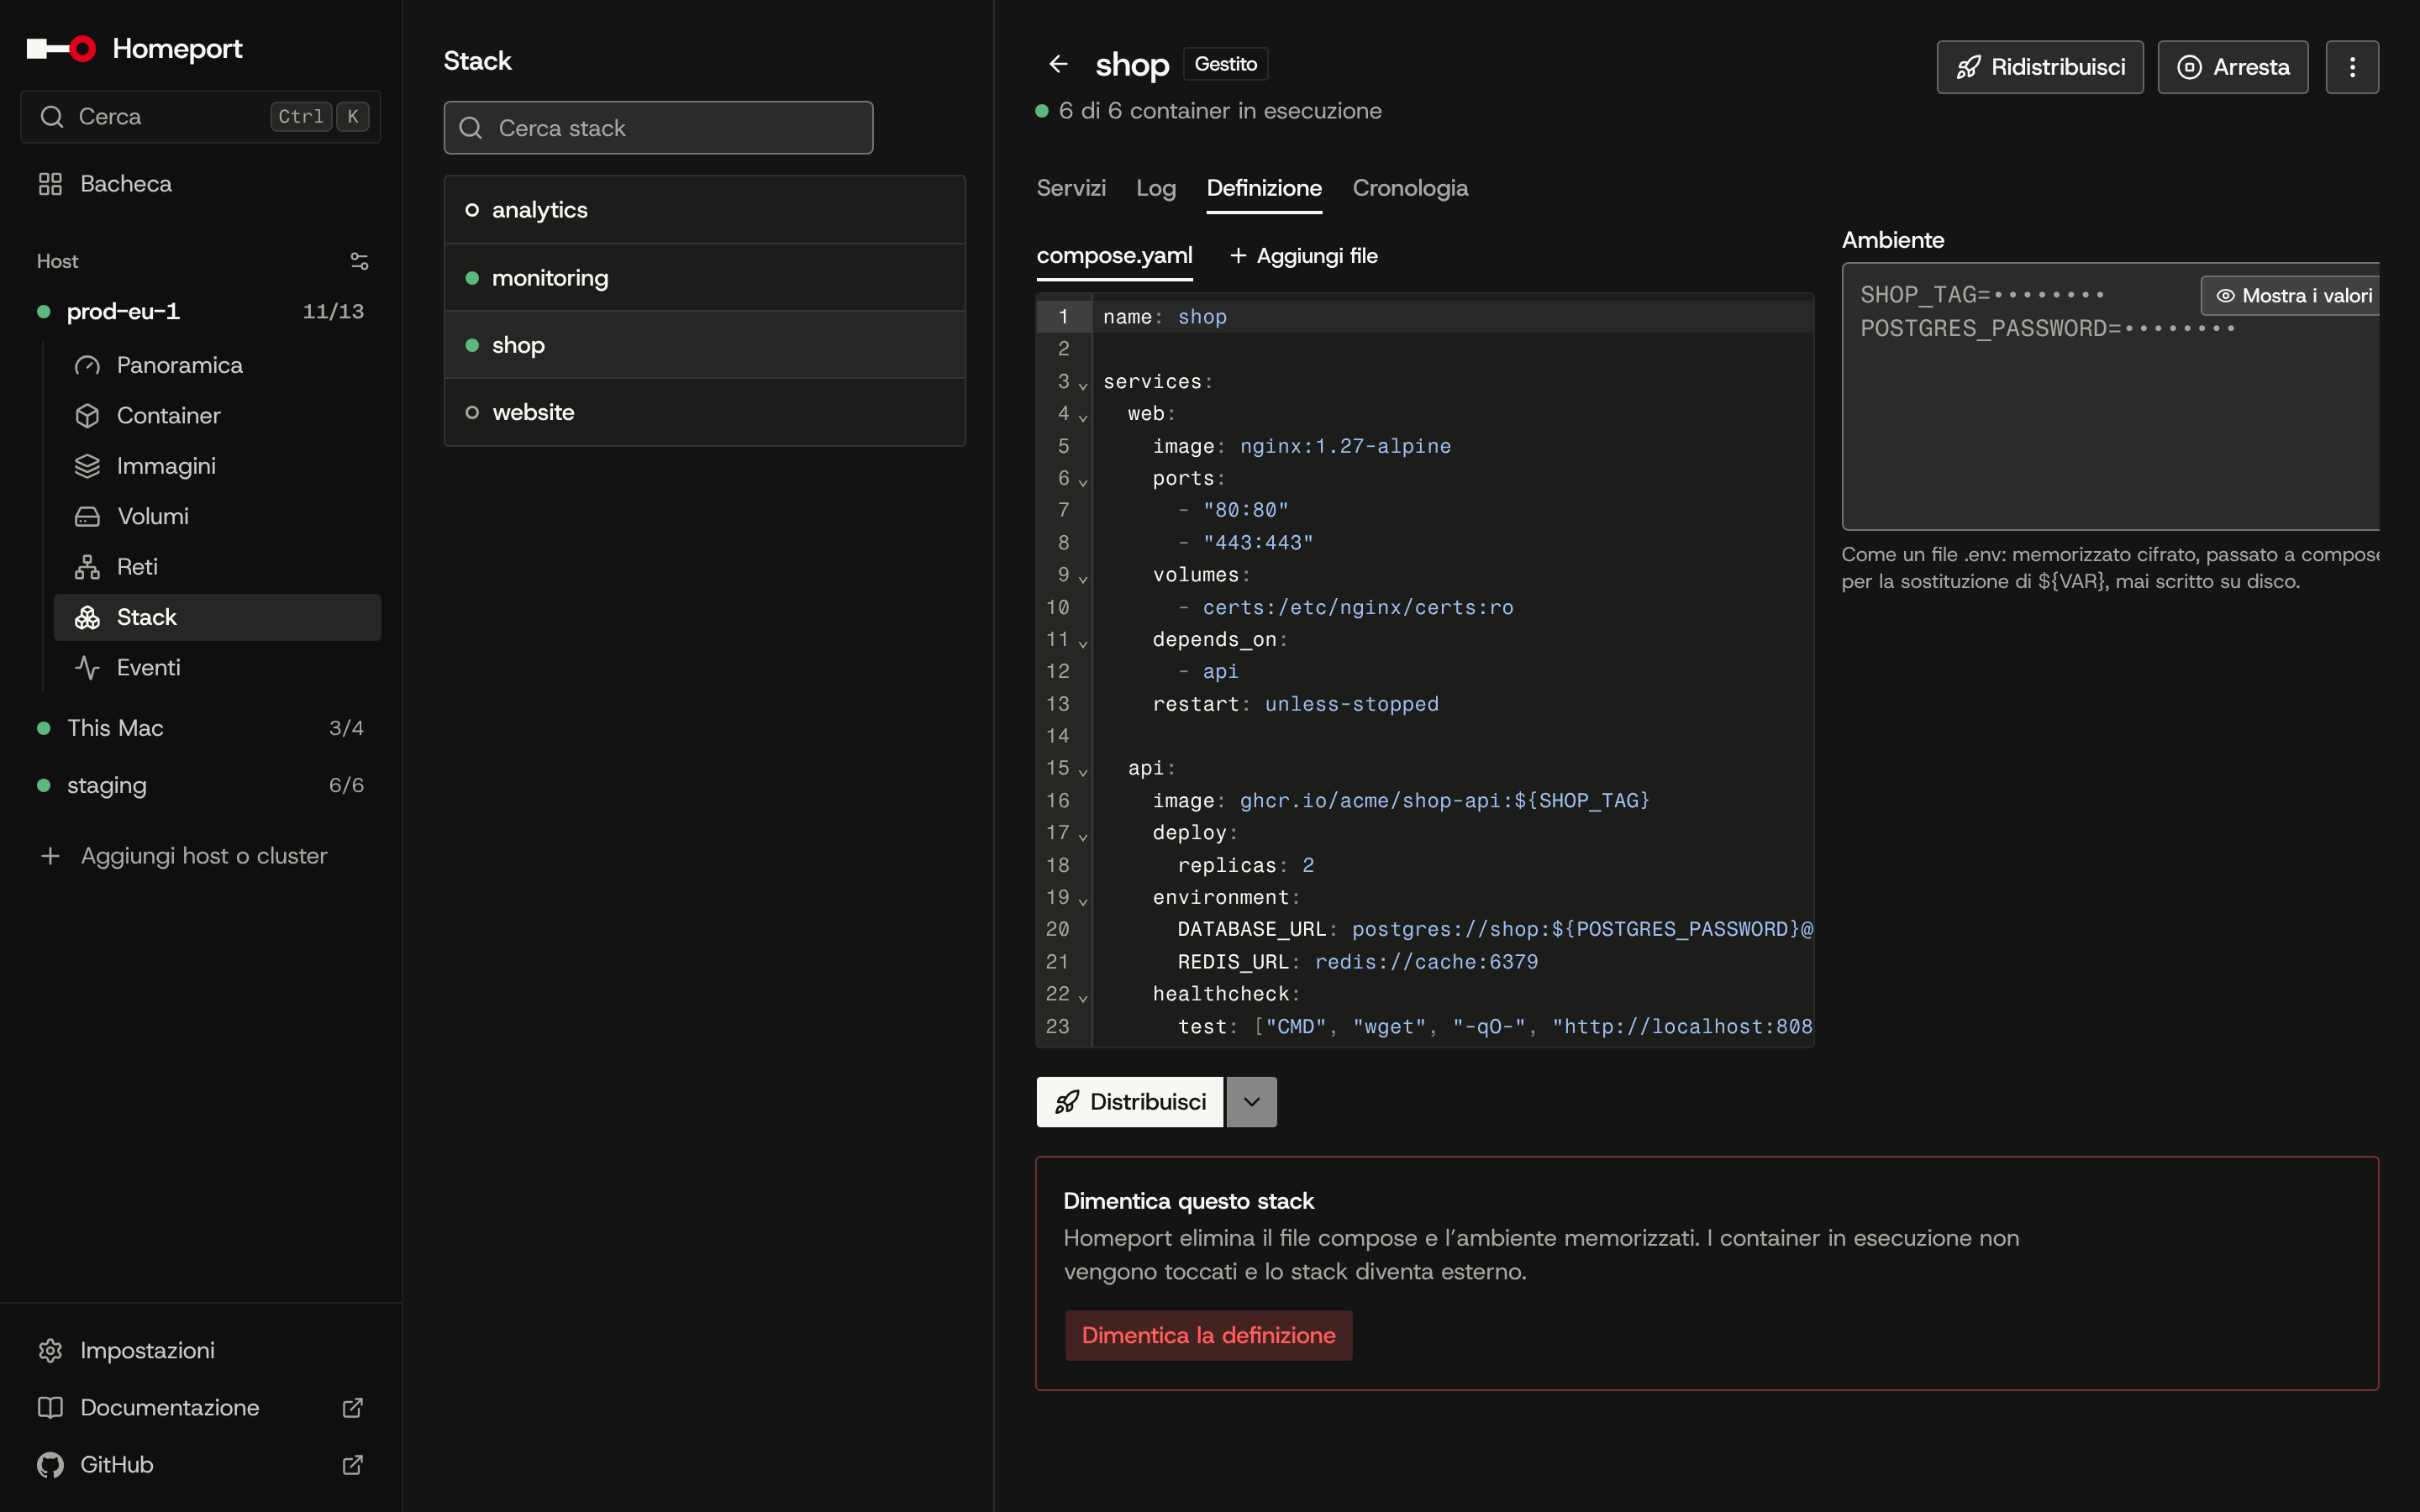 Homeport
Cerca
Ctrl K
Bacheca
Host
prod-eu-1 11/13
Panoramica
Container
Immagini
Volumi
Reti
Stack
Eventi
This Mac 3/4
staging 6/6
Aggiungi host o cluster
Impostazioni
Documentazione
GitHub
Stack
Cerca stack
analytics
monitoring
shop
website
shop Gestito
6 di 6 container in esecuzione
Ridistribuisci
Arresta
Servizi Log Definizione Cronologia
compose.yaml + Aggiungi file
1 name: shop
2
3 services:
4 web:
5 image: nginx:1.27-alpine
6 ports:
7 - "80:80"
8 - "443:443"
9 volumes:
10 - certs:/etc/nginx/certs:ro
11 depends_on:
12 - api
13 restart: unless-stopped
14
15 api:
16 image: ghcr.io/acme/shop-api:${SHOP_TAG}
17 deploy:
18 replicas: 2
19 environment:
20 DATABASE_URL: postgres://shop:${POSTGRES_PASSWORD}@
21 REDIS_URL: redis://cache:6379
22 healthcheck:
23 test: ["CMD", "wget", "-qO-", "http://localhost:808
Ambiente
SHOP_TAG=••••••••
Mostra i valori
POSTGRES_PASSWORD=••••••••
Come un file .env: memorizzato cifrato, passato a compose
per la sostituzione di ${VAR}, mai scritto su disco.
Distribuisci
Dimentica questo stack
Homeport elimina il file compose e l’ambiente memorizzati. I container in esecuzione non
vengono toccati e lo stack diventa esterno.
Dimentica la definizione